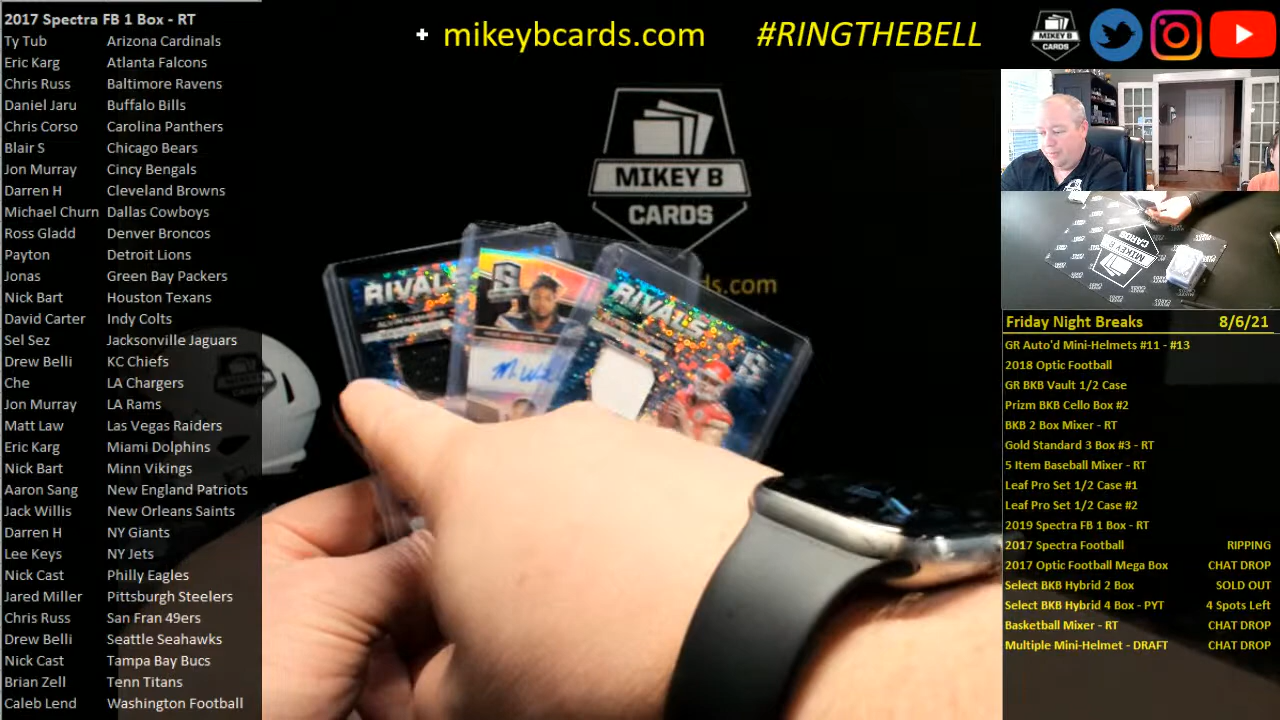 2017 Spectra FB 1 Box - RT
Ty Tub Arizona Cardinals
Eric Karg Atlanta Falcons
Chris Russ Baltimore Ravens
Daniel Jaru Buffalo Bills
Chris Corso Carolina Panthers
Blair S Chicago Bears
Jon Murray Cincy Bengals
Darren H Cleveland Browns
Michael Churn Dallas Cowboys
Ross Gladd Denver Broncos
Payton Detroit Lions
Jonas Green Bay Packers
Nick Bart Houston Texans
David Carter Indy Colts
Sel Sez Jacksonville Jaguars
Drew Belli KC Chiefs
Che LA Chargers
Jon Murray LA Rams
Matt Law Las Vegas Raiders
Eric Karg Miami Dolphins
Nick Bart Minn Vikings
Aaron Sang New England Patriots
Jack Willis New Orleans Saints
Darren H NY Giants
Lee Keys NY Jets
Nick Cast Philly Eagles
Jared Miller Pittsburgh Steelers
Chris Russ San Fran 49ers
Drew Belli Seattle Seahawks
Nick Cast Tampa Bay Bucs
Brian Zell Tenn Titans
Caleb Lend Washington Football
+ mikeybcards.com #RINGTHEBELL
MIKEY B
CARDS
MIKEY B
CARDS
s.com
RIVALS
RIVALS
MIKEY B
CARDS
Friday Night Breaks 8/6/21
GR Auto'd Mini-Helmets #11 - #13
2018 Optic Football
GR BKB Vault 1/2 Case
Prizm BKB Cello Box #2
BKB 2 Box Mixer - RT
Gold Standard 3 Box #3 - RT
5 Item Baseball Mixer - RT
Leaf Pro Set 1/2 Case #1
Leaf Pro Set 1/2 Case #2
2019 Spectra FB 1 Box - RT
2017 Spectra Football RIPPING
2017 Optic Football Mega Box CHAT DROP
Select BKB Hybrid 2 Box SOLD OUT
Select BKB Hybrid 4 Box - PYT 4 Spots Left
Basketball Mixer - RT CHAT DROP
Multiple Mini-Helmet - DRAFT CHAT DROP